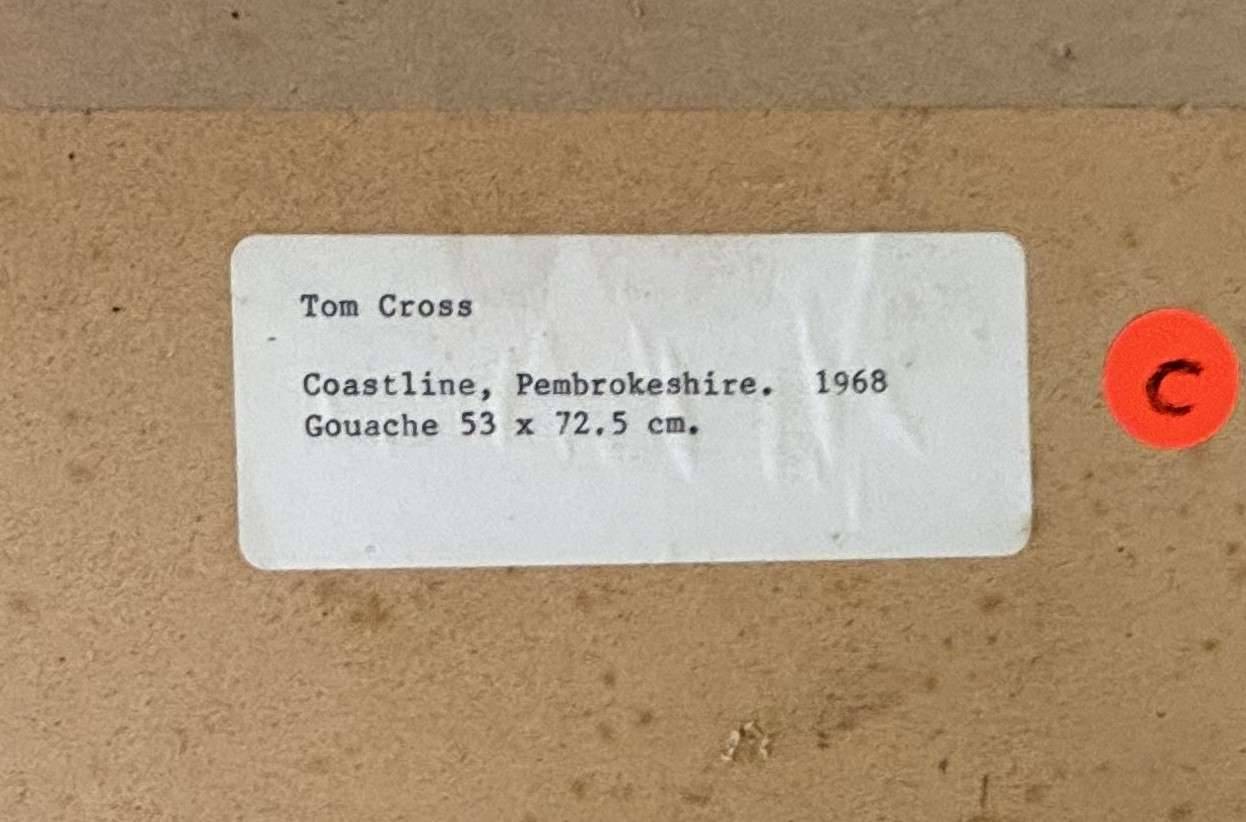 Tom Cross
Coastline, Pembrokeshire. 1968
Gouache 53 x 72.5 cm.
C